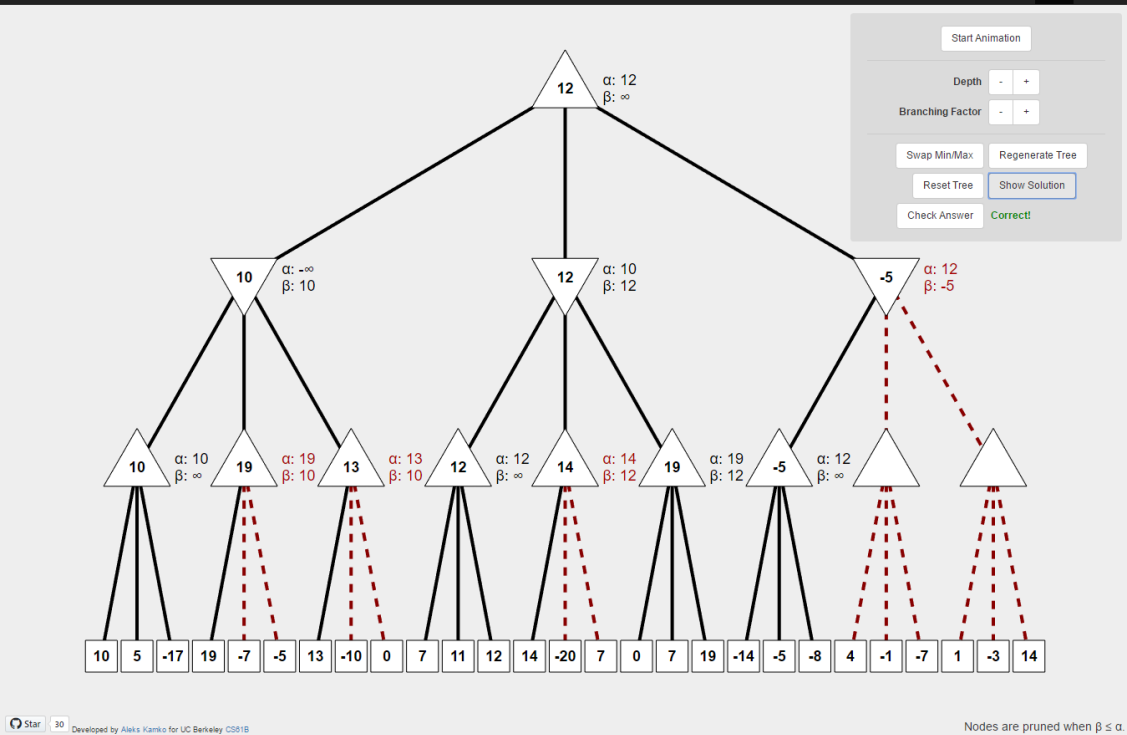 Start Animation
Depth - +
Branching Factor - +
Swap Min/Max Regenerate Tree
Reset Tree Show Solution
Check Answer Correct!
12 α: 12
β: ∞
10 α: -∞
β: 10
12 α: 10
β: 12
-5 α: 12
β: -5
10 α: 10
β: ∞
19 α: 19
β: 10
13 α: 13
β: 10
12 α: 12
β: ∞
14 α: 14
β: 12
19 α: 19
β: 12
-5 α: 12
β: ∞
10 5 -17 19 -7 -5 13 -10 0 7 11 12 14 -20 7 0 7 19 -14 -5 -8 4 -1 -7 1 -3 14
Star 30 Developed by Aleks Kamko for UC Berkeley CS61B
Nodes are pruned when β ≤ α.